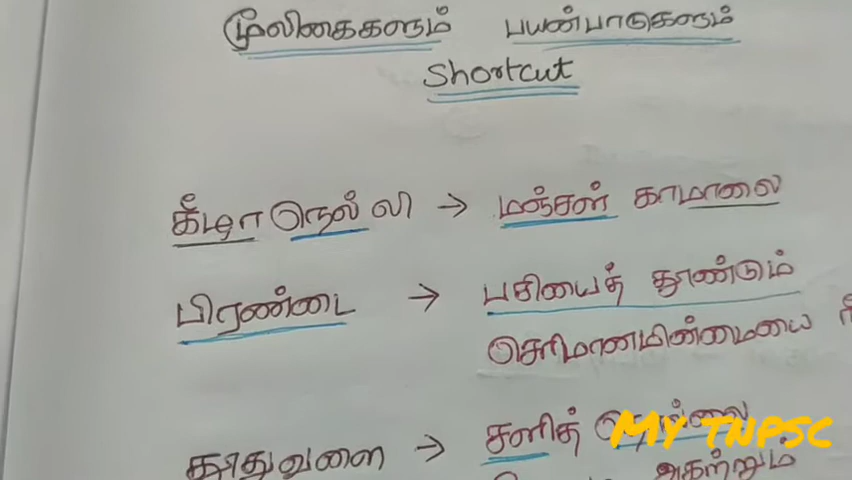 மூலிகைகளும் பயன்பாடுகளும்
Shortcut
கீழா நெல் லி → மஞ்சள் காமாலை
பிரண்டை → பசியைத் தூண்டும்
செரிமானமின்மையை
தூதுவளை → சளித் தொல்லை
அகற்றும்
MY TNPSC